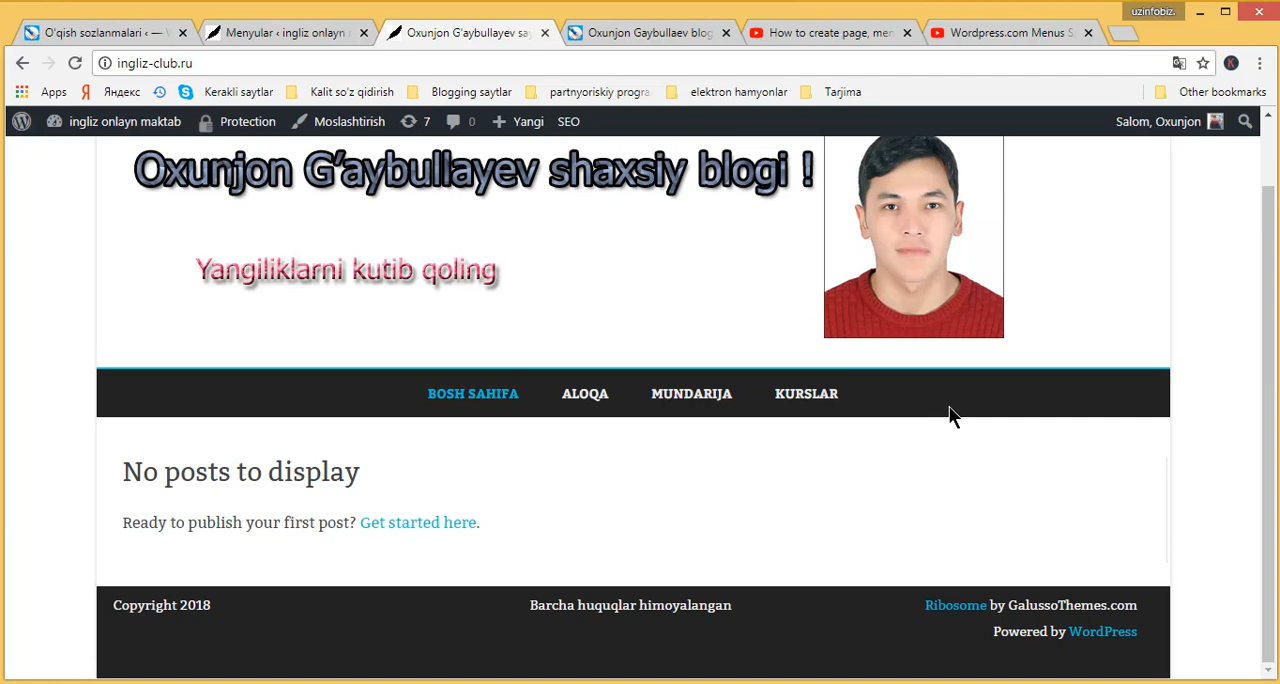 uzinfobiz.
O'qish sozlanmalari ‹ —
Menyular ‹ ingliz onlayn
Oxunjon G'aybullayev
Oxunjon Gaybullaev blog
How to create page, men
Wordpress.com Menus S
ingliz-club.ru
K
Apps
Яндекс
Kerakli saytlar
Kalit so'z qidirish
Blogging saytlar
partnyoriskiy progra
elektron hamyonlar
Tarjima
Other bookmarks
ingliz onlayn maktab
Protection
Moslashtirish
7
0
Yangi
SEO
Salom, Oxunjon
Oxunjon G'aybullayev shaxsiy blogi !
Yangiliklarni kutib qoling
BOSH SAHIFA
ALOQA
MUNDARIJA
KURSLAR
No posts to display
Ready to publish your first post? Get started here.
Copyright 2018
Barcha huquqlar himoyalangan
Ribosome by GalussoThemes.com
Powered by WordPress